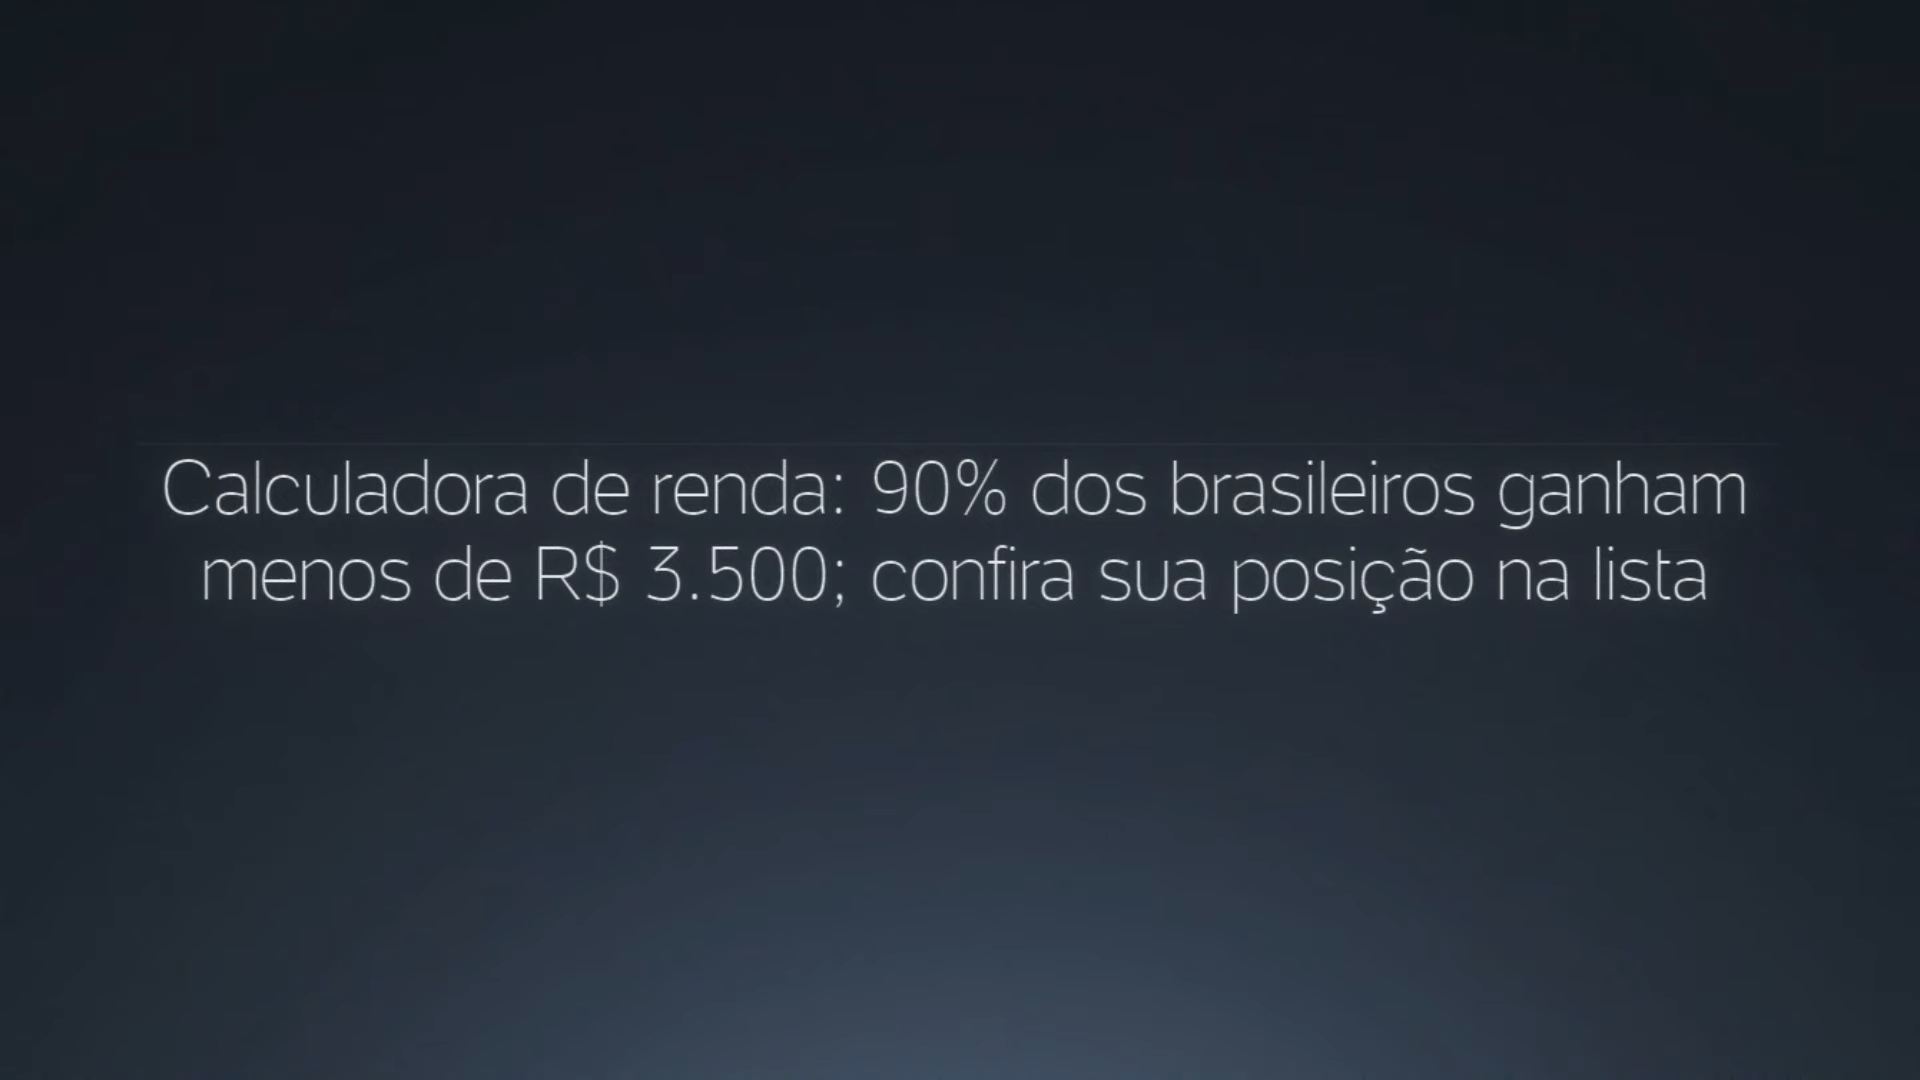 Calculadora de renda: 90% dos brasileiros ganham
menos de R$ 3.500; confira sua posição na lista